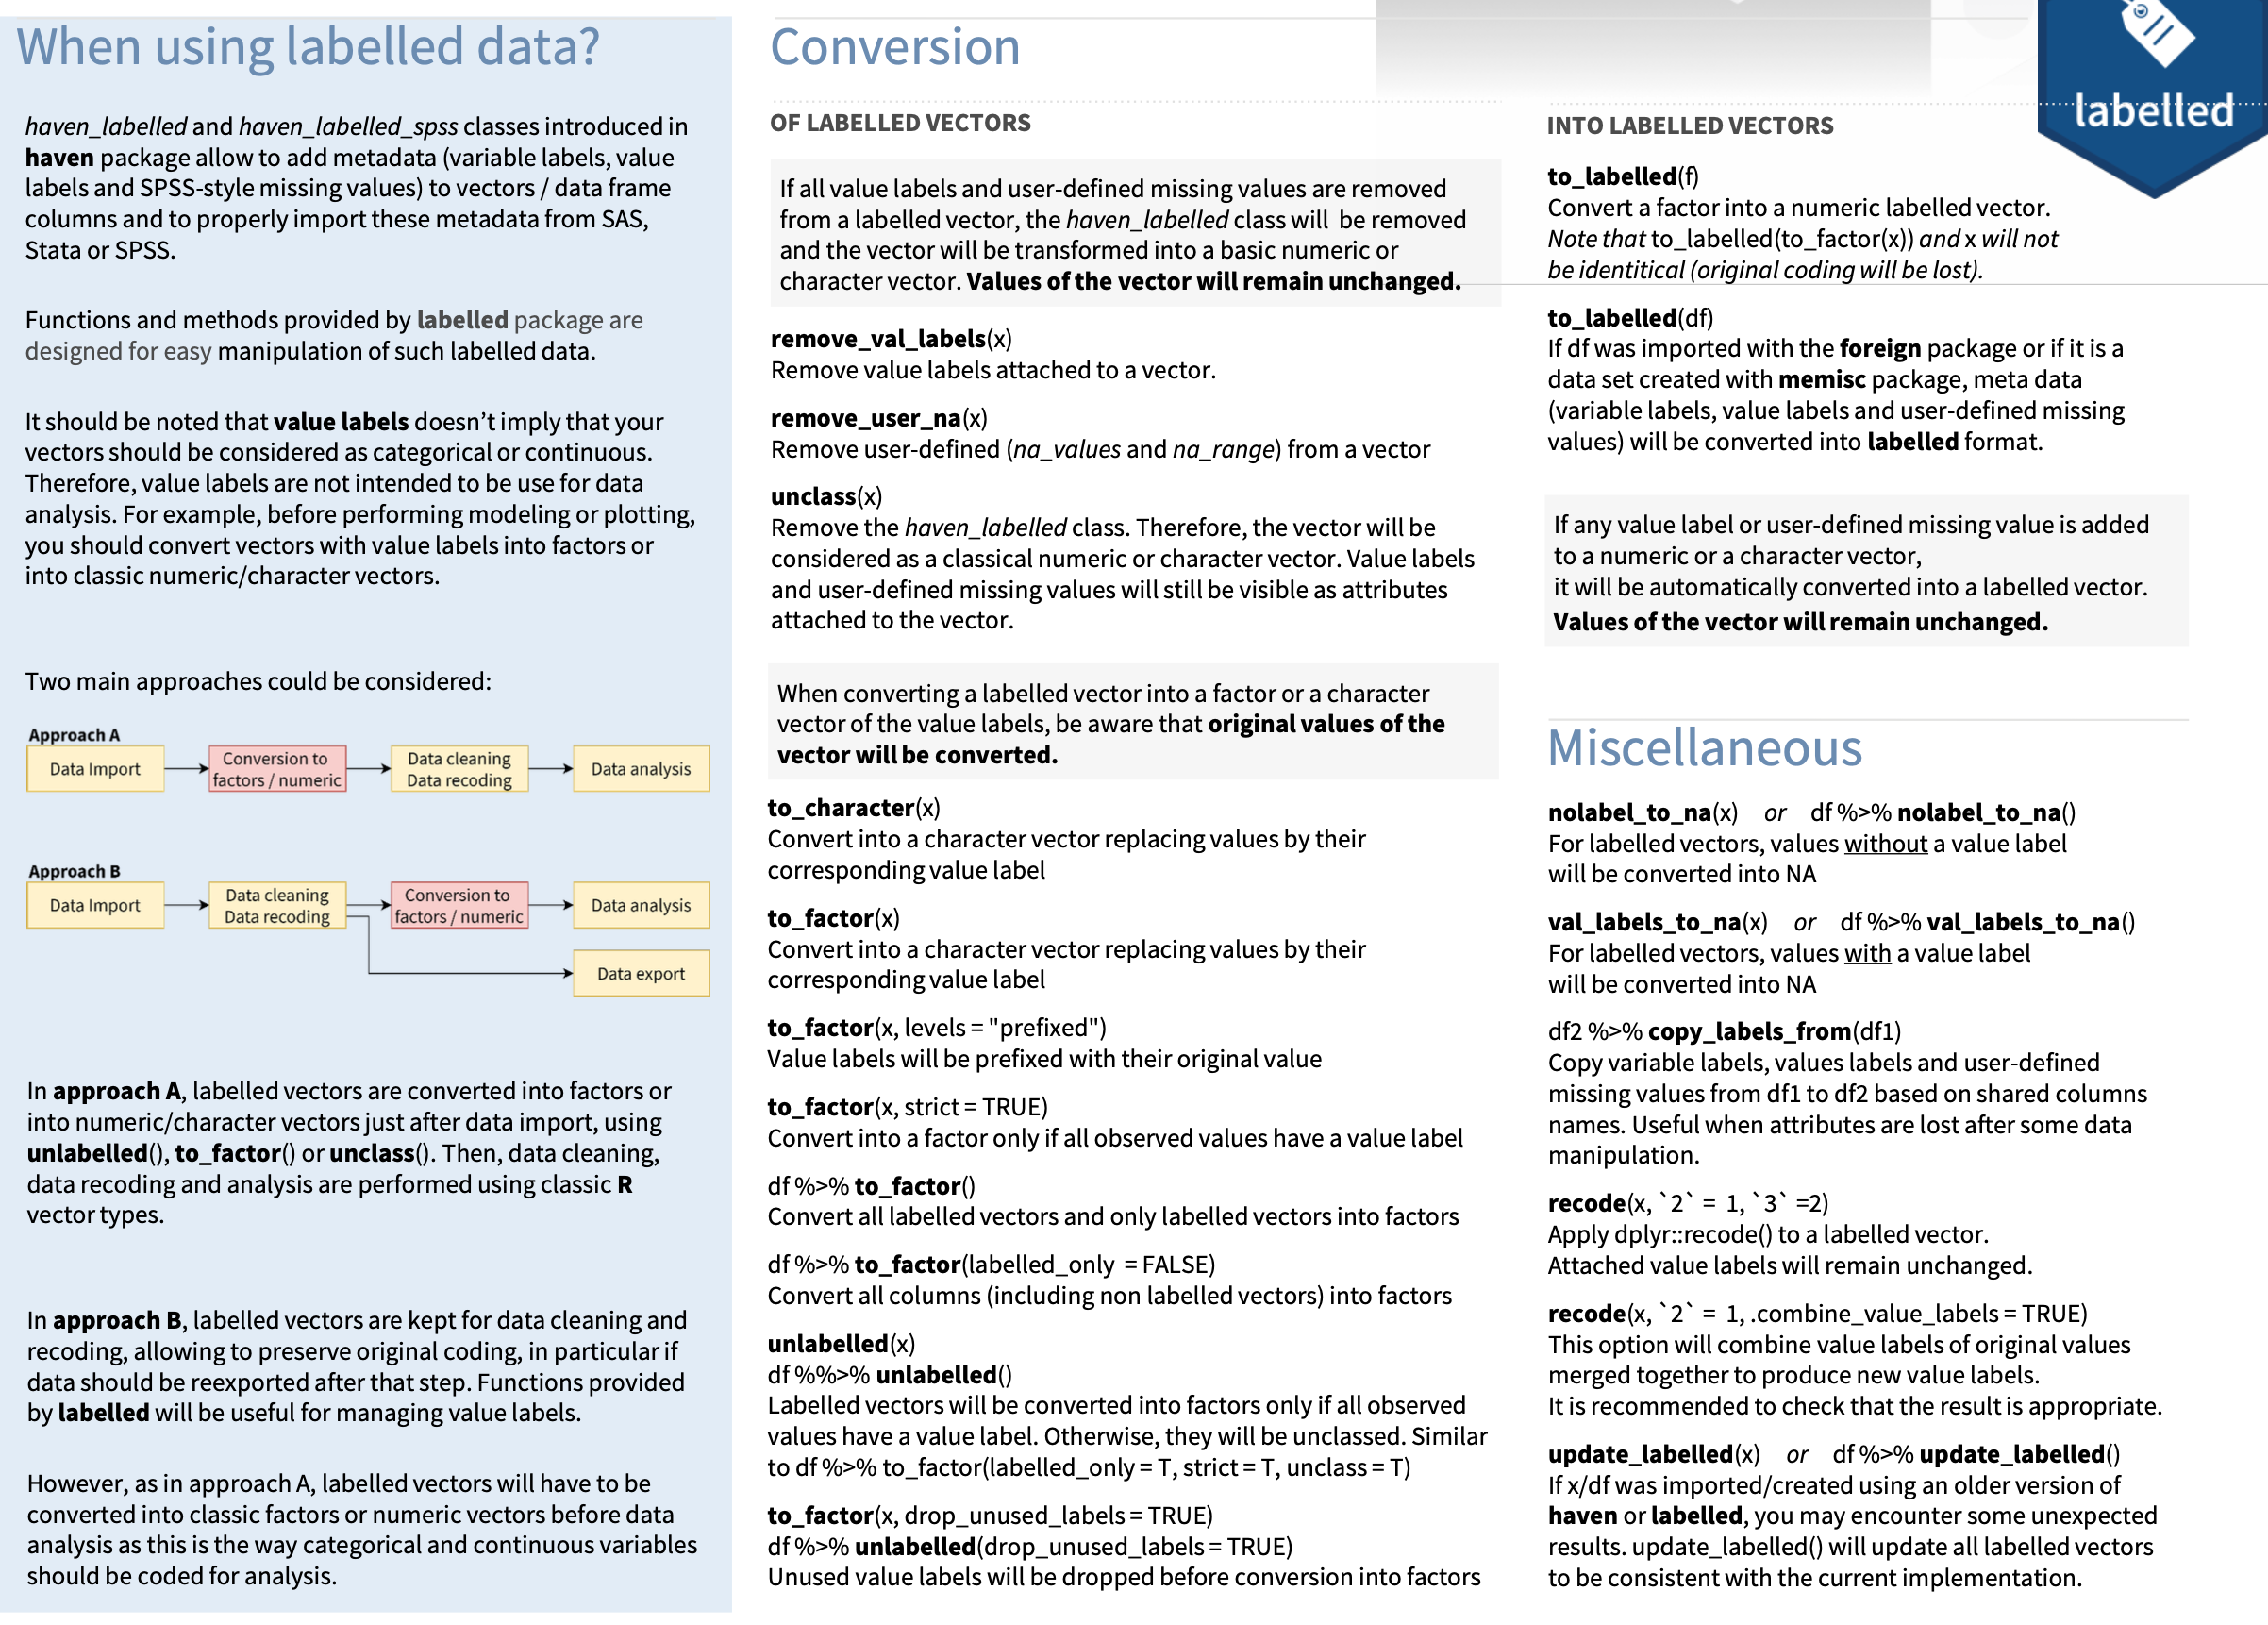 When using labelled data?
haven_labelled and haven_labelled_spss classes introduced in
haven package allow to add metadata (variable labels, value
labels and SPSS-style missing values) to vectors / data frame
columns and to properly import these metadata from SAS,
Stata or SPSS.
Functions and methods provided by labelled package are
designed for easy manipulation of such labelled data.
It should be noted that value labels doesn’t imply that your
vectors should be considered as categorical or continuous.
Therefore, value labels are not intended to be use for data
analysis. For example, before performing modeling or plotting,
you should convert vectors with value labels into factors or
into classic numeric/character vectors.
Two main approaches could be considered:
Approach A
Data Import
Conversion to
factors / numeric
Data cleaning
Data recoding
Data analysis
Approach B
Data Import
Data cleaning
Data recoding
Conversion to
factors / numeric
Data analysis
Data export
In approach A, labelled vectors are converted into factors or
into numeric/character vectors just after data import, using
unlabelled(), to_factor() or unclass(). Then, data cleaning,
data recoding and analysis are performed using classic R
vector types.
In approach B, labelled vectors are kept for data cleaning and
recoding, allowing to preserve original coding, in particular if
data should be reexported after that step. Functions provided
by labelled will be useful for managing value labels.
However, as in approach A, labelled vectors will have to be
converted into classic factors or numeric vectors before data
analysis as this is the way categorical and continuous variables
should be coded for analysis.
Conversion
OF LABELLED VECTORS
If all value labels and user-defined missing values are removed
from a labelled vector, the haven_labelled class will  be removed
and the vector will be transformed into a basic numeric or
character vector. Values of the vector will remain unchanged.
remove_val_labels(x)
Remove value labels attached to a vector.
remove_user_na(x)
Remove user-defined (na_values and na_range) from a vector
unclass(x)
Remove the haven_labelled class. Therefore, the vector will be
considered as a classical numeric or character vector. Value labels
and user-defined missing values will still be visible as attributes
attached to the vector.
When converting a labelled vector into a factor or a character
vector of the value labels, be aware that original values of the
vector will be converted.
to_character(x)
Convert into a character vector replacing values by their
corresponding value label
to_factor(x)
Convert into a character vector replacing values by their
corresponding value label
to_factor(x, levels = "prefixed")
Value labels will be prefixed with their original value
to_factor(x, strict = TRUE)
Convert into a factor only if all observed values have a value label
df %>% to_factor()
Convert all labelled vectors and only labelled vectors into factors
df %>% to_factor(labelled_only  = FALSE)
Convert all columns (including non labelled vectors) into factors
unlabelled(x)
df %%>% unlabelled()
Labelled vectors will be converted into factors only if all observed
values have a value label. Otherwise, they will be unclassed. Similar
to df %>% to_factor(labelled_only = T, strict = T, unclass = T)
to_factor(x, drop_unused_labels = TRUE)
df %>% unlabelled(drop_unused_labels = TRUE)
Unused value labels will be dropped before conversion into factors
labelled
INTO LABELLED VECTORS
to_labelled(f)
Convert a factor into a numeric labelled vector.
Note that to_labelled(to_factor(x)) and x will not
be identitical (original coding will be lost).
to_labelled(df)
If df was imported with the foreign package or if it is a
data set created with memisc package, meta data
(variable labels, value labels and user-defined missing
values) will be converted into labelled format.
If any value label or user-defined missing value is added
to a numeric or a character vector,
it will be automatically converted into a labelled vector.
Values of the vector will remain unchanged.
Miscellaneous
nolabel_to_na(x)    or    df %>% nolabel_to_na()
For labelled vectors, values without a value label
will be converted into NA
val_labels_to_na(x)    or    df %>% val_labels_to_na()
For labelled vectors, values with a value label
will be converted into NA
df2 %>% copy_labels_from(df1)
Copy variable labels, values labels and user-defined
missing values from df1 to df2 based on shared columns
names. Useful when attributes are lost after some data
manipulation.
recode(x, `2` = 1, `3` =2)
Apply dplyr::recode() to a labelled vector.
Attached value labels will remain unchanged.
recode(x, `2` = 1, .combine_value_labels = TRUE)
This option will combine value labels of original values
merged together to produce new value labels.
It is recommended to check that the result is appropriate.
update_labelled(x)    or    df %>% update_labelled()
If x/df was imported/created using an older version of
haven or labelled, you may encounter some unexpected
results. update_labelled() will update all labelled vectors
to be consistent with the current implementation.